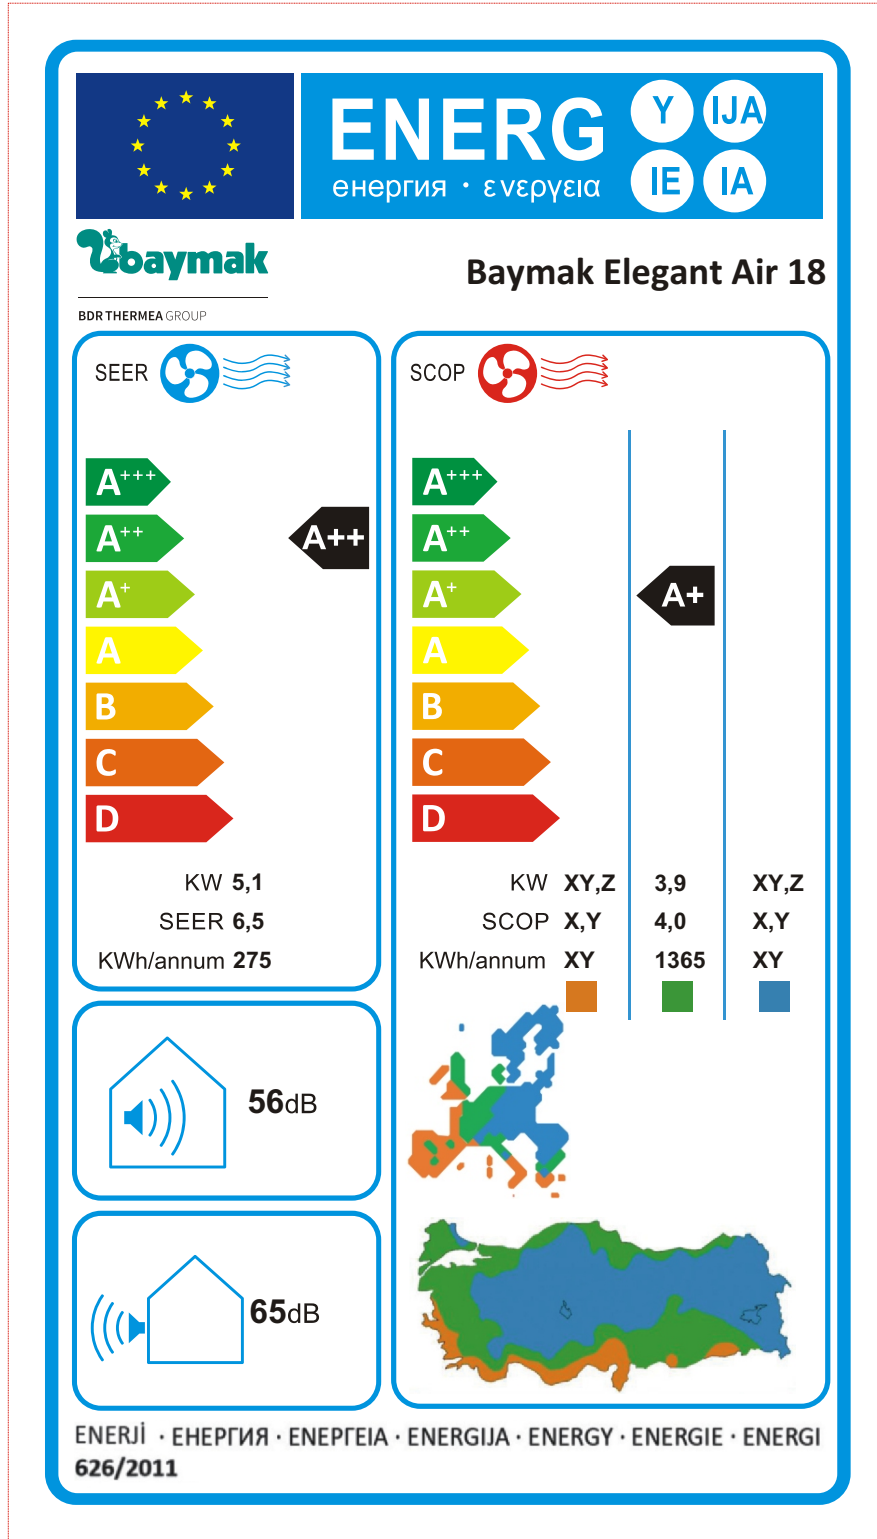 ENERG
енергия · ενεργεια
Y IJA
IE IA
baymak
BDR THERMEA GROUP
Baymak Elegant Air 18
SEER
A+++
A++
A+
A
B
C
D
A++
KW 5,1
SEER 6,5
KWh/annum 275
SCOP
A+++
A++
A+
A
B
C
D
A+
KW XY,Z 3,9 XY,Z
SCOP X,Y 4,0 X,Y
KWh/annum XY 1365 XY
56dB
65dB
ENERJİ · ЕНЕРГИЯ · ΕΝΕΡΓΕΙΑ · ENERGIJA · ENERGY · ENERGIE · ENERGI
626/2011